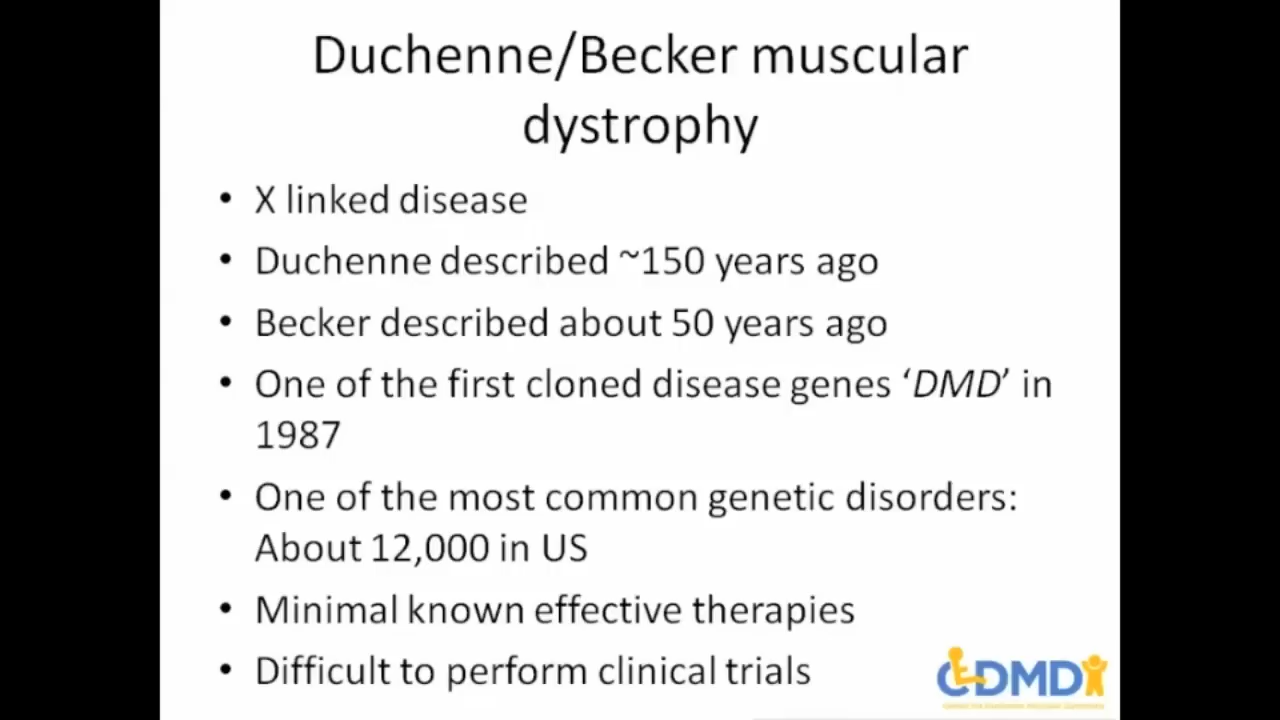 Duchenne/Becker muscular
dystrophy
• X linked disease
• Duchenne described ~150 years ago
• Becker described about 50 years ago
• One of the first cloned disease genes ‘DMD’ in
1987
• One of the most common genetic disorders:
About 12,000 in US
• Minimal known effective therapies
• Difficult to perform clinical trials
CDMD